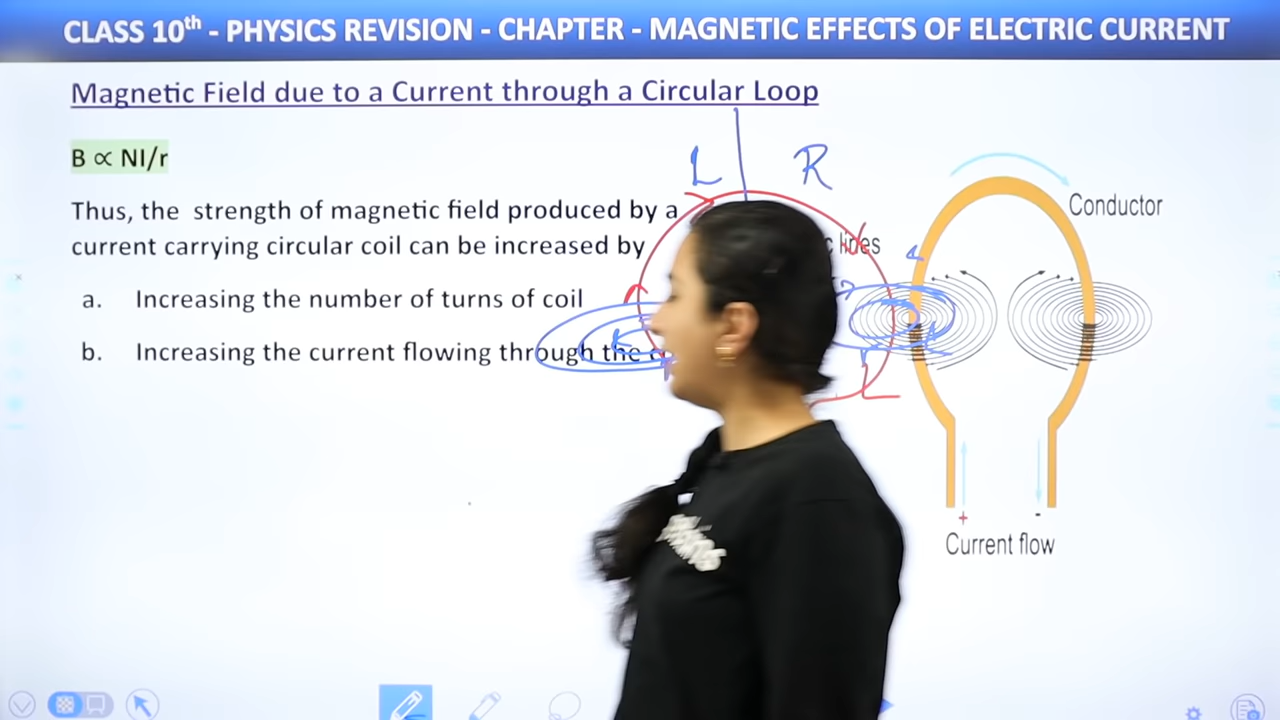 CLASS 10th - PHYSICS REVISION - CHAPTER - MAGNETIC EFFECTS OF ELECTRIC CURRENT
Magnetic Field due to a Current through a Circular Loop
B ∝ NI/r
L R
Thus, the strength of magnetic field produced by a
current carrying circular coil can be increased by
a. Increasing the number of turns of coil
b. Increasing the current flowing through the
lines
Conductor
+ -
Current flow